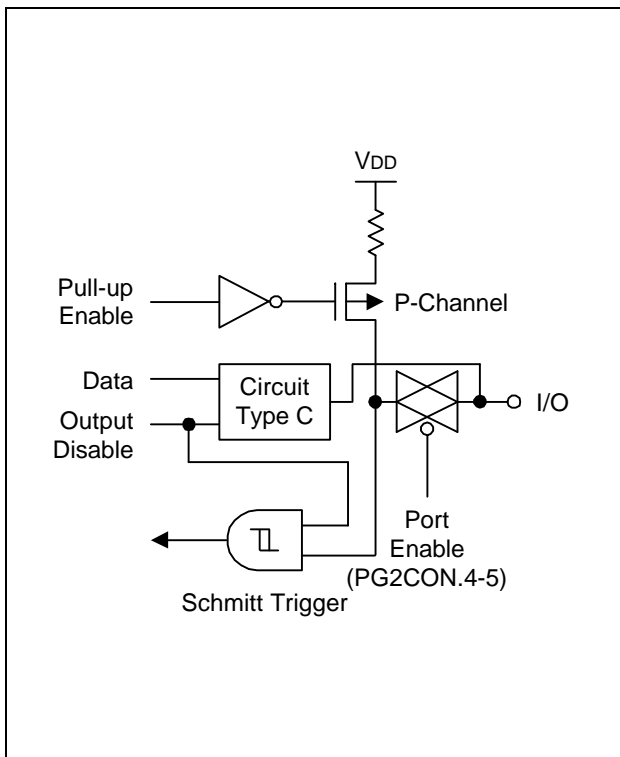 VDD
Pull-up
Enable
P-Channel
Data
Circuit
Type C
I/O
Output
Disable
Port
Enable
(PG2CON.4-5)
Schmitt Trigger